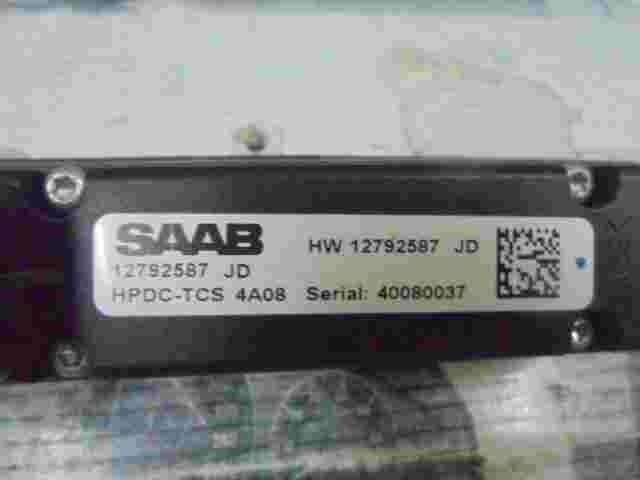 SAAB HW 12792587 JD
12792587 JD
HPDC-TCS 4A08 Serial: 40080037